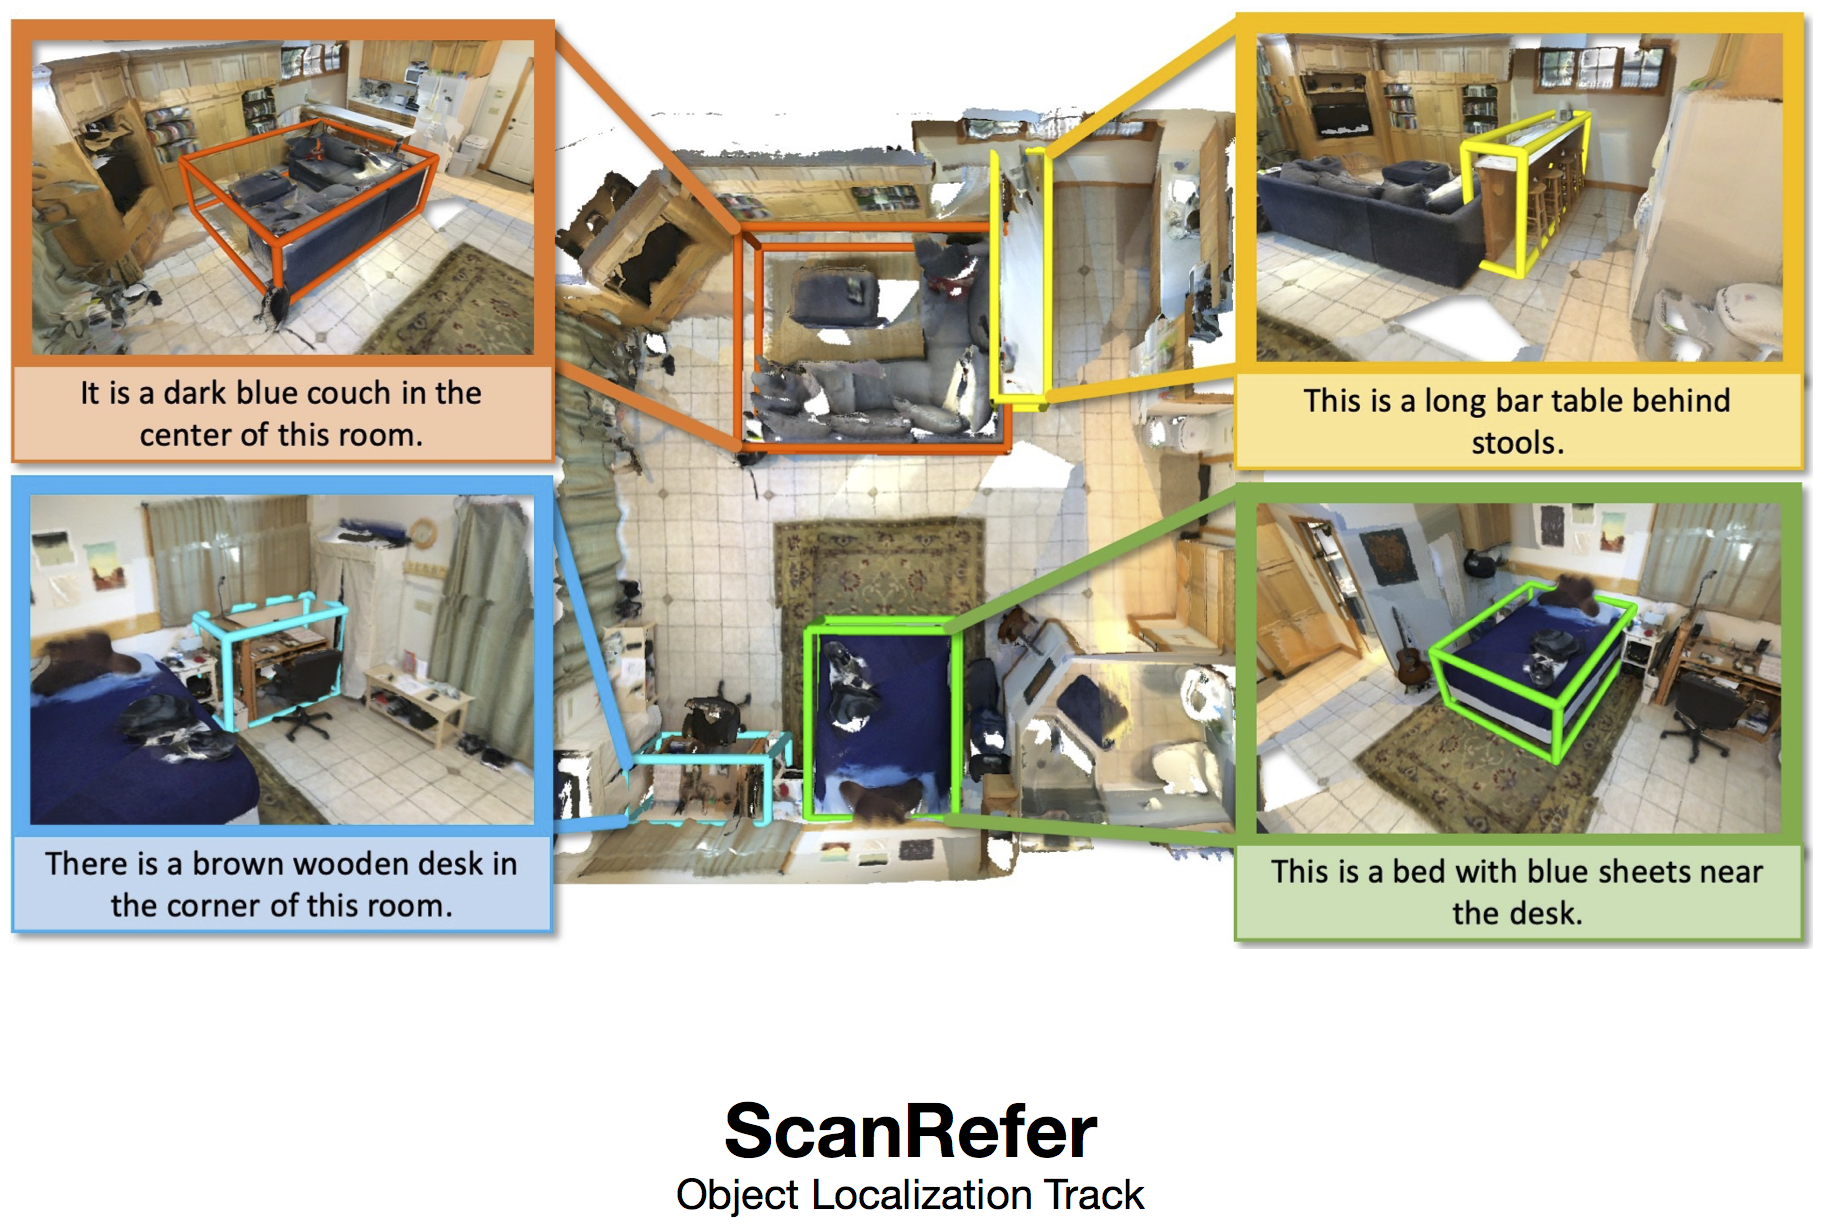 It is a dark blue couch in the
center of this room.
This is a long bar table behind
stools.
There is a brown wooden desk in
the corner of this room.
This is a bed with blue sheets near
the desk.
ScanRefer
Object Localization Track